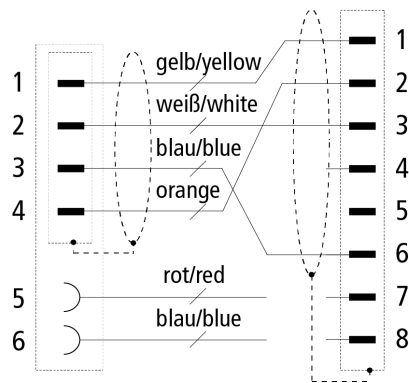 1 gelb/yellow 1
2 weiß/white 2
3 blau/blue 3
4 orange 4
5
6
5 rot/red 7
6 blau/blue 8